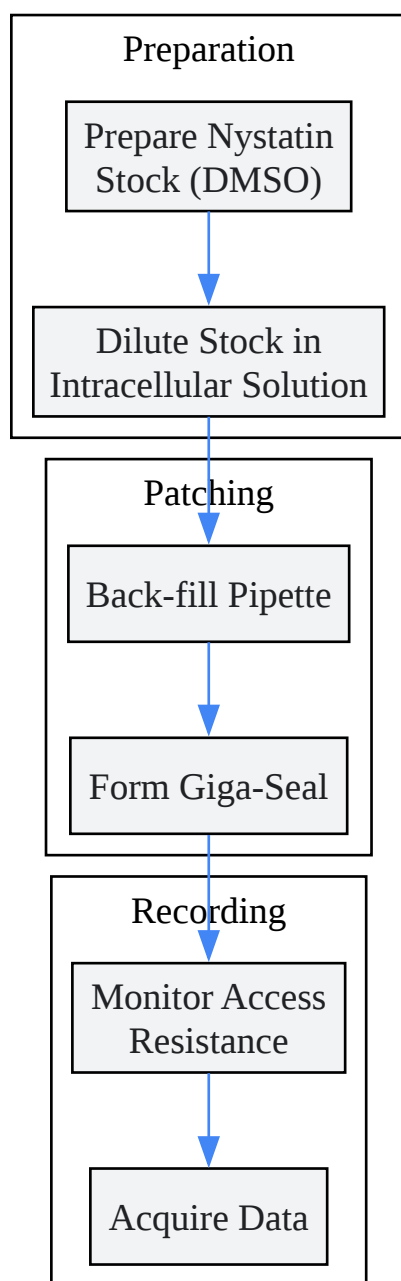 Preparation
Prepare Nystatin
Stock (DMSO)
Dilute Stock in
Intracellular Solution
Patching
Back-fill Pipette
Form Giga-Seal
Recording
Monitor Access
Resistance
Acquire Data